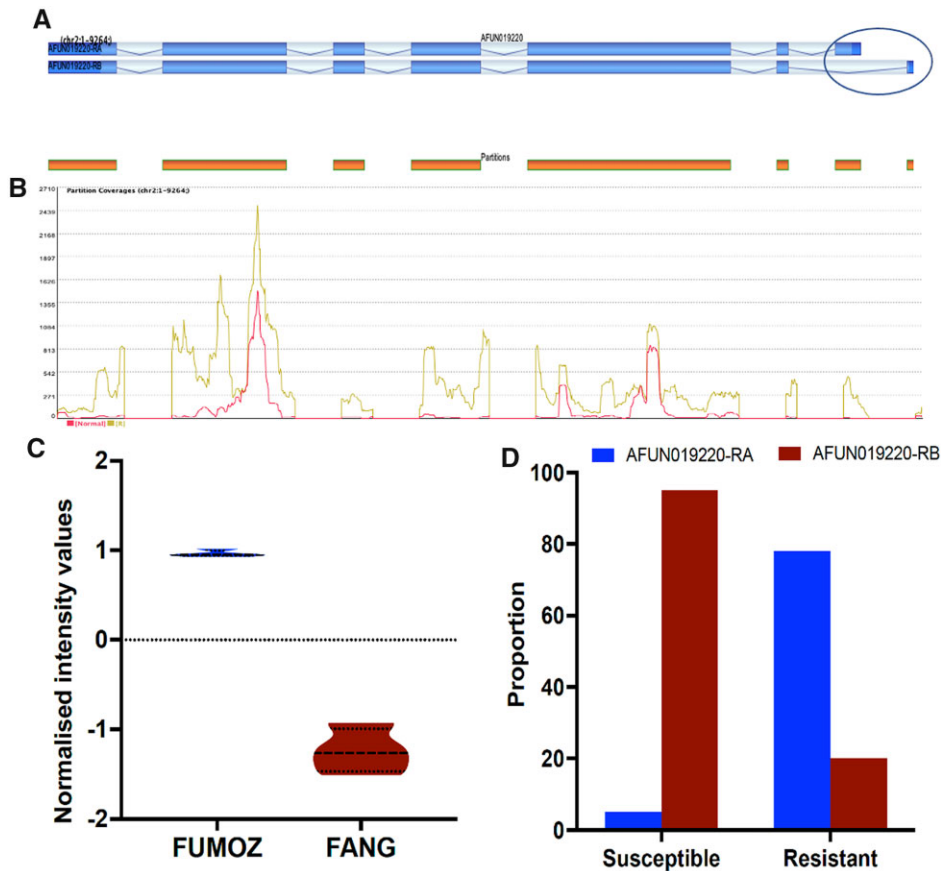 A
(chr2:1-9264;)
AFUN019220
AFUN019220-RA
AFUN019220-RB
Partitions
B
Partition Coverages (chr2:1-9264;)
2710
2439
2168
1897
1626
1355
1084
813
542
271
0
[Normal] [R]
C
Normalised intensity values
2
1
0
-1
-2
FUMOZ FANG
D
AFUN019220-RA AFUN019220-RB
Proportion
100
80
60
40
20
0
Susceptible Resistant